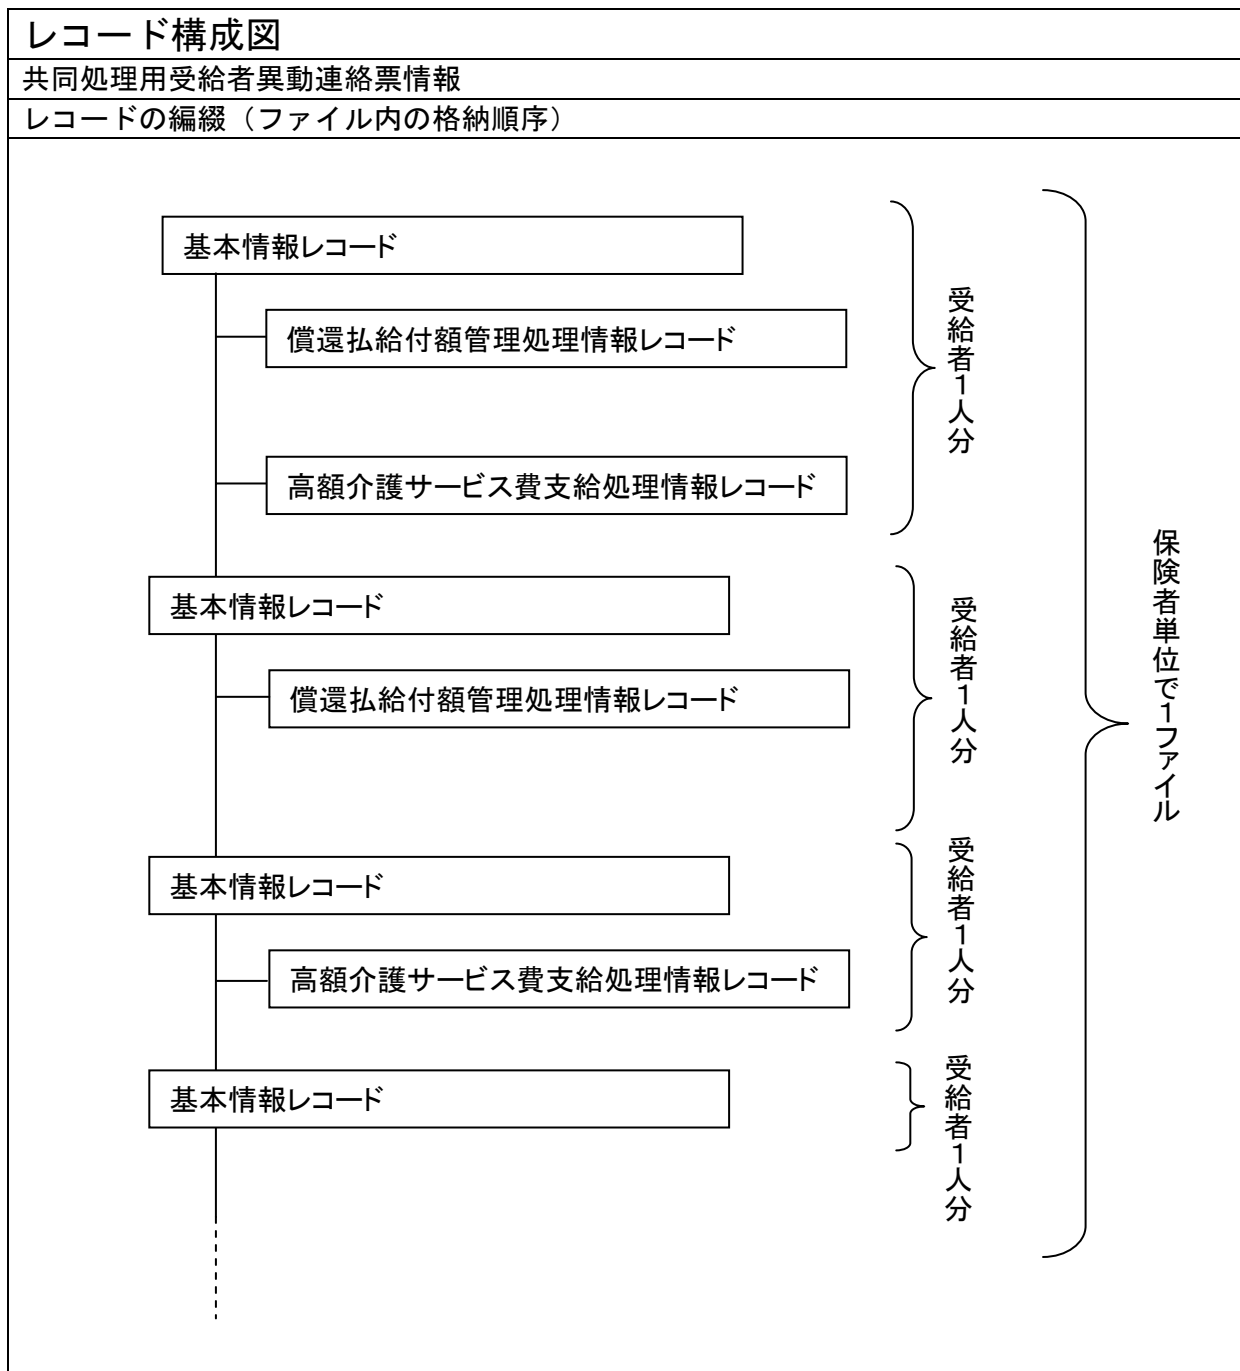 レコード構成図
共同処理用受給者異動連絡票情報
レコードの編綴（ファイル内の格納順序）
基本情報レコード
償還払給付額管理処理情報レコード
高額介護サービス費支給処理情報レコード
受給者１人分
基本情報レコード
償還払給付額管理処理情報レコード
受給者１人分
基本情報レコード
高額介護サービス費支給処理情報レコード
受給者１人分
基本情報レコード
受給者１人分
保険者単位で１ファイル